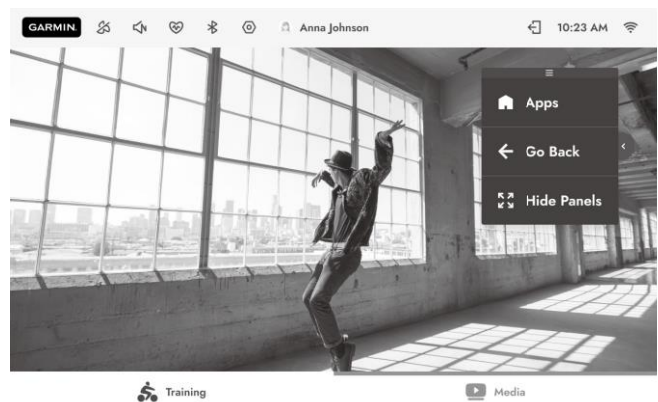 GARMIN. Anna Johnson 10:23 AM
Apps
Go Back
Hide Panels
Training Media